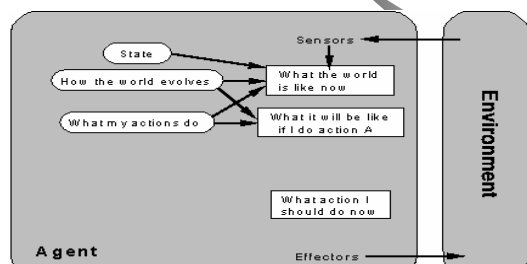 Sensors
State
How the world evolves
What the world
is like now
What my actions do
What it will be like
if I do action A
What action I
should do now
Agent
Effectors
Environment